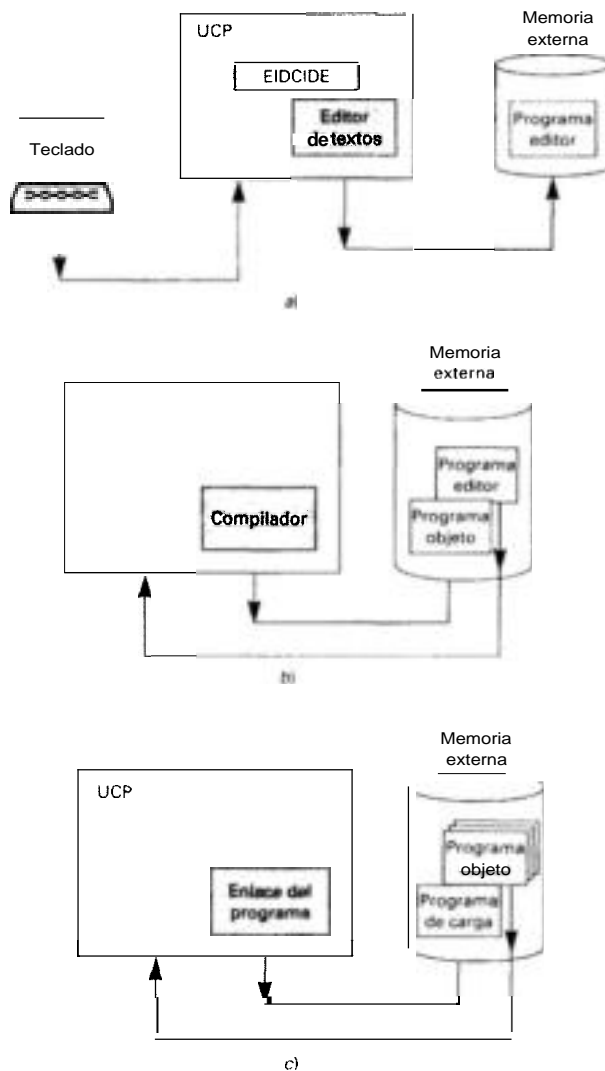 Memoria
externa
UCP
EIDCIDE
Editor
de textos
Programa
editor
Teclado
a)
Memoria
externa
Programa
editor
Programa
objeto
Compilador
b)
Memoria
externa
UCP
Programa
objeto
Enlace del
programa
Programa
de carga
c)